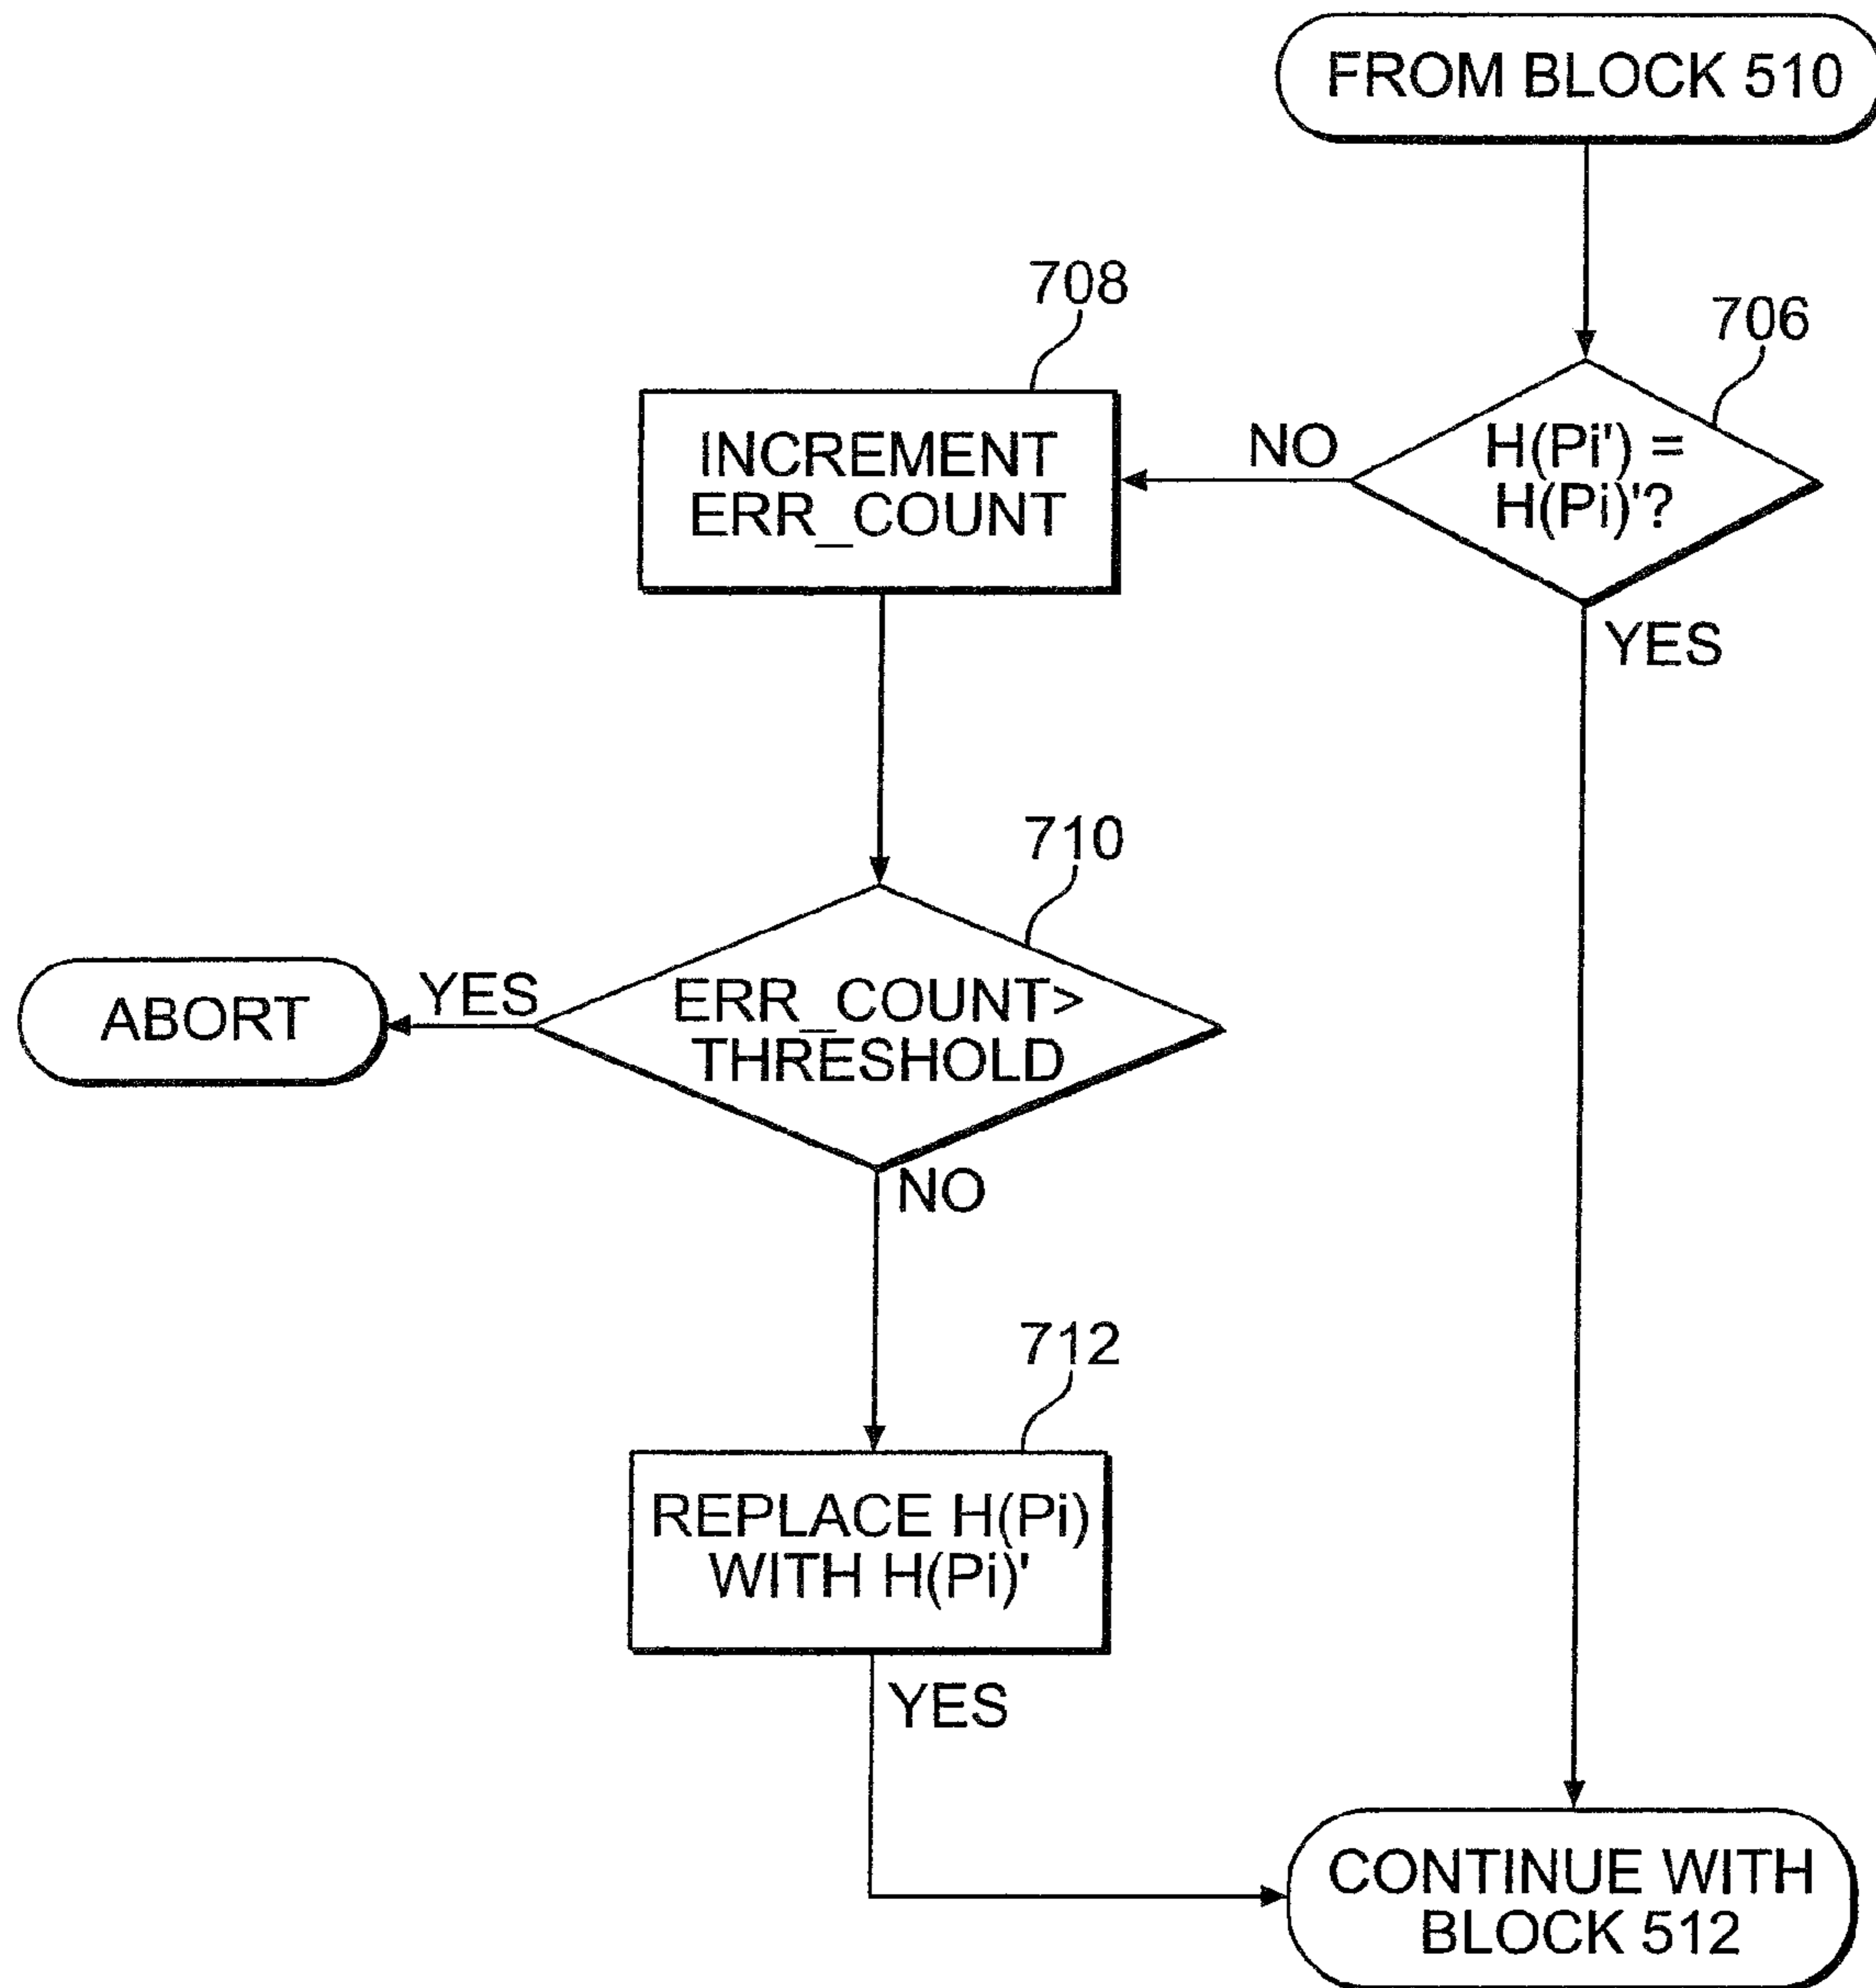 FROM BLOCK 510
708
706
INCREMENT
ERR_COUNT
NO
H(Pi') =
H(Pi)'?
YES
710
ABORT
YES
ERR_COUNT>
THRESHOLD
NO
712
REPLACE H(Pi)
WITH H(Pi)'
YES
CONTINUE WITH
BLOCK 512